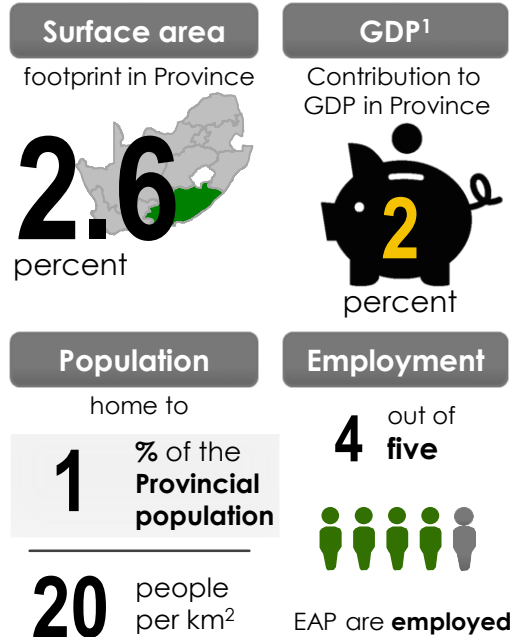 Surface area
footprint in Province
2.6
percent
GDP¹
Contribution to
GDP in Province
2
percent
Population
home to
1
% of the
Provincial
population
20
people
per km²
Employment
4
out of
five
EAP are employed